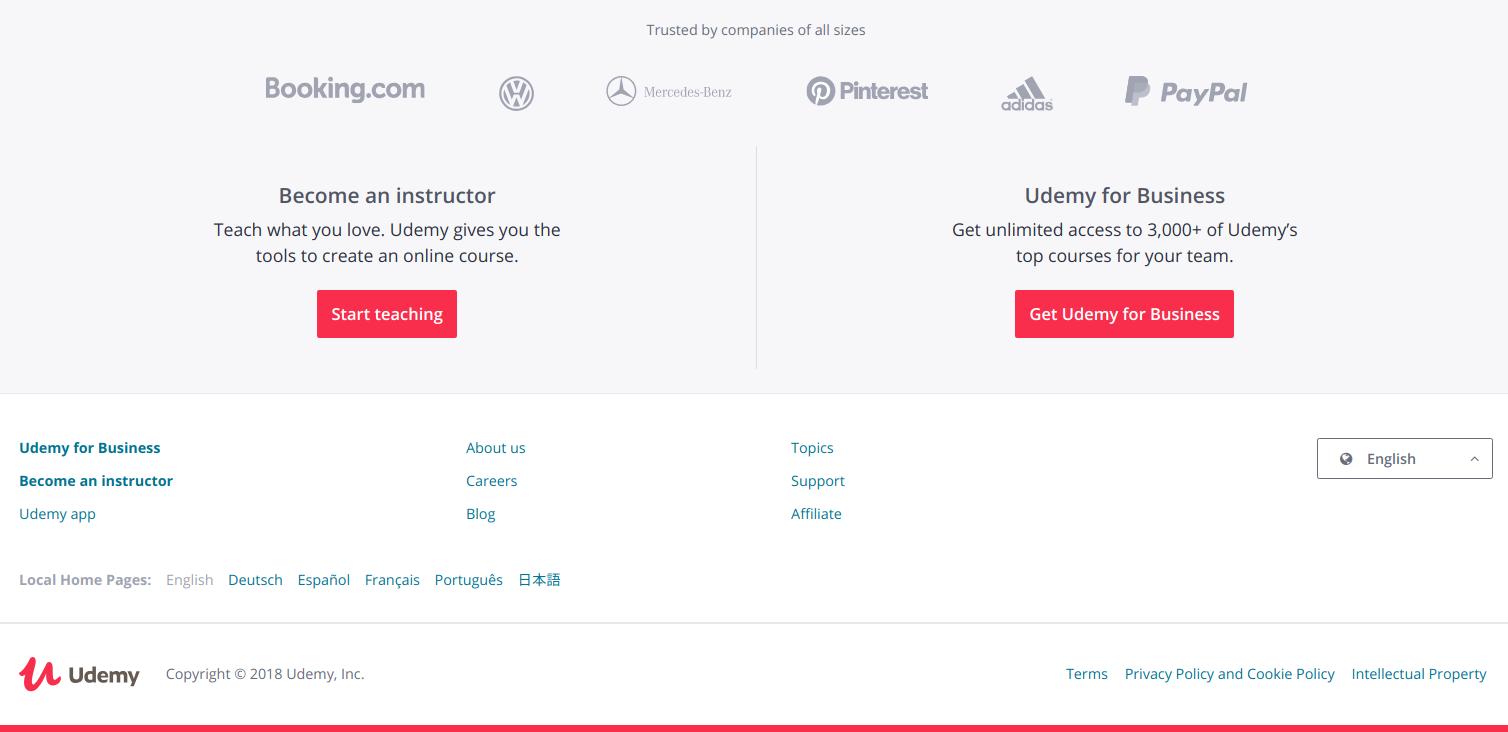 Trusted by companies of all sizes
Booking.com Mercedes-Benz Pinterest adidas PayPal
Become an instructor
Teach what you love. Udemy gives you the
tools to create an online course.
Start teaching
Udemy for Business
Get unlimited access to 3,000+ of Udemy’s
top courses for your team.
Get Udemy for Business
Udemy for Business
Become an instructor
Udemy app
About us
Careers
Blog
Topics
Support
Affiliate
English
Local Home Pages: English Deutsch Español Français Português 日本語
Udemy Copyright © 2018 Udemy, Inc.
Terms Privacy Policy and Cookie Policy Intellectual Property